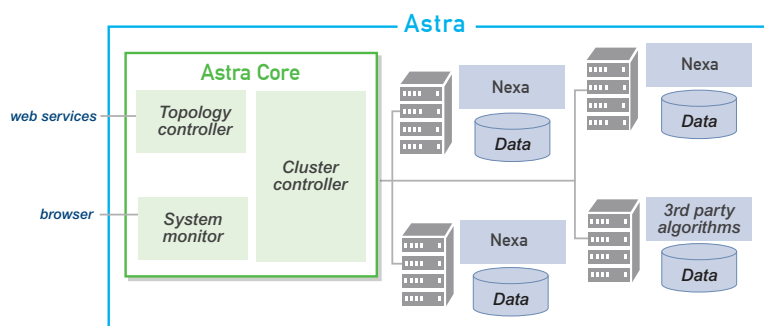 Astra
Astra Core
web services
Topology
controller
Cluster
controller
browser
System
monitor
Nexa
Data
Nexa
Data
Nexa
Data
3rd party
algorithms
Data